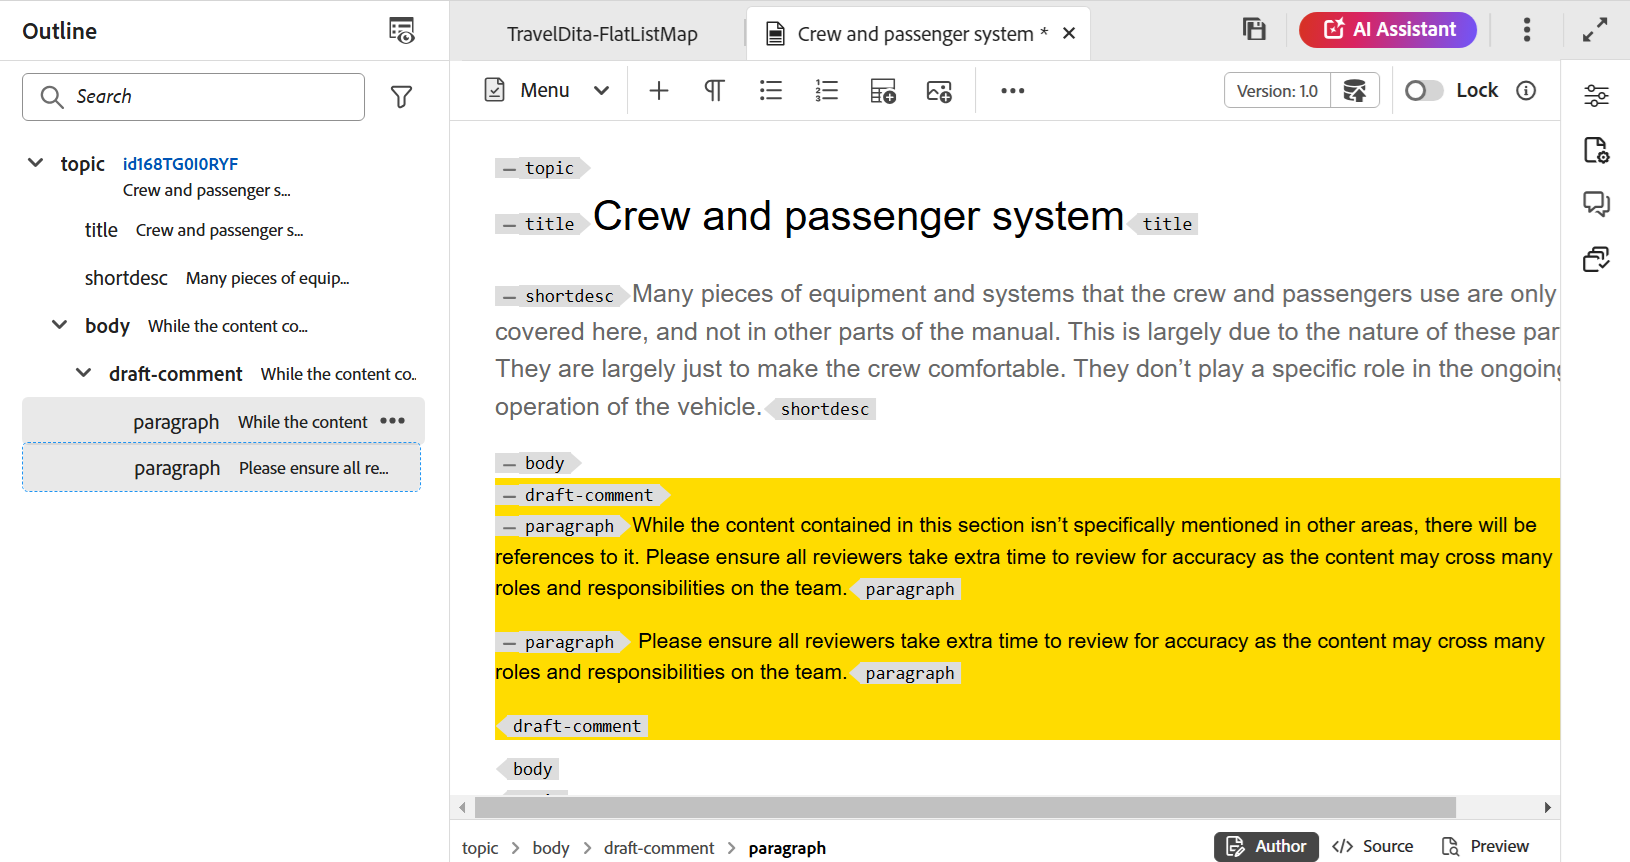 Outline
TravelDita-FlatListMap
Crew and passenger system *
AI Assistant
Search
Menu
Version: 1.0
Lock
topic id168TG0I0RYF
Crew and passenger s...
title Crew and passenger s...
shortdesc Many pieces of equip...
body While the content co...
draft-comment While the content co.
paragraph While the content
paragraph Please ensure all re...
topic
title Crew and passenger system title
shortdesc Many pieces of equipment and systems that the crew and passengers use are only
covered here, and not in other parts of the manual. This is largely due to the nature of these par
They are largely just to make the crew comfortable. They don’t play a specific role in the ongoing
operation of the vehicle. shortdesc
body
draft-comment
paragraph While the content contained in this section isn’t specifically mentioned in other areas, there will be
references to it. Please ensure all reviewers take extra time to review for accuracy as the content may cross many
roles and responsibilities on the team. paragraph
paragraph Please ensure all reviewers take extra time to review for accuracy as the content may cross many
roles and responsibilities on the team. paragraph
draft-comment
body
topic > body > draft-comment > paragraph
Author
Source
Preview